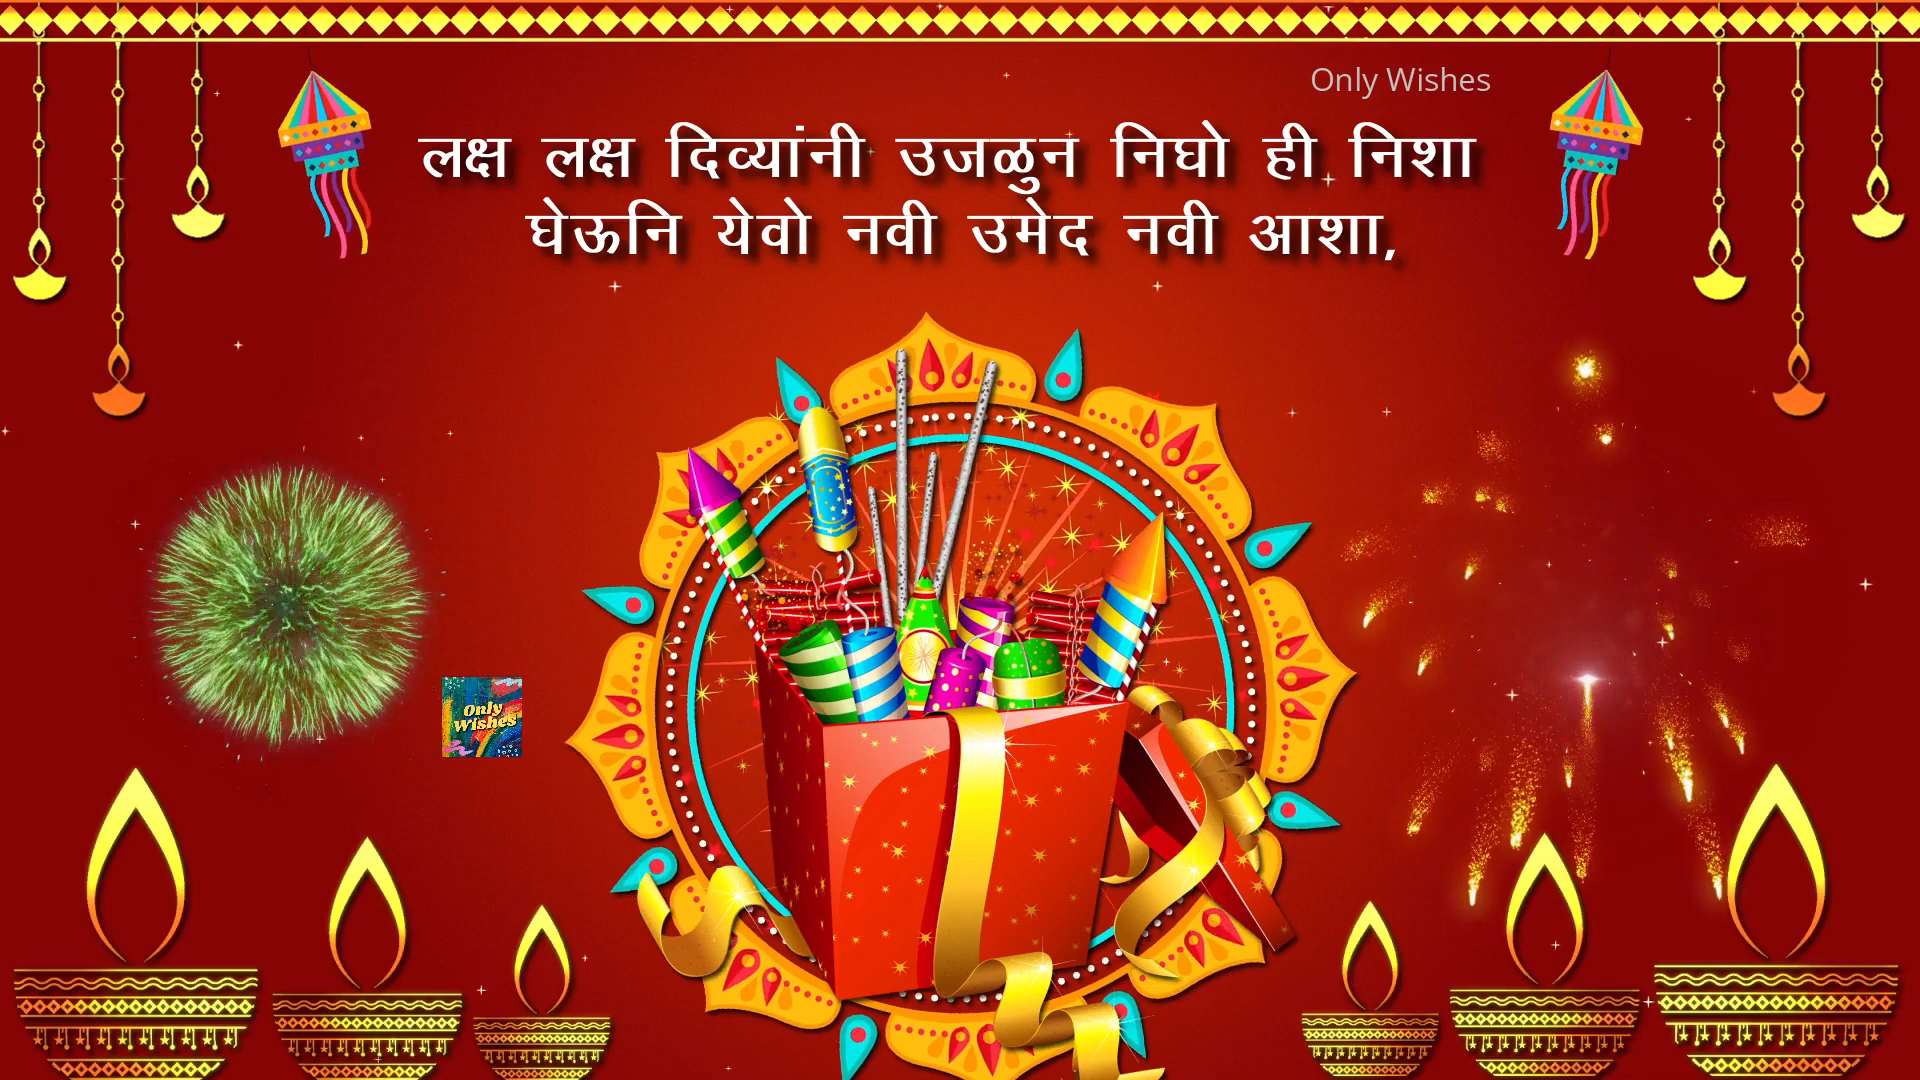 Only Wishes
लक्ष लक्ष दिव्यांनी उजळुन निघो ही निशा
घेऊनि येवो नवी उमेद नवी आशा,
Only
Wishes